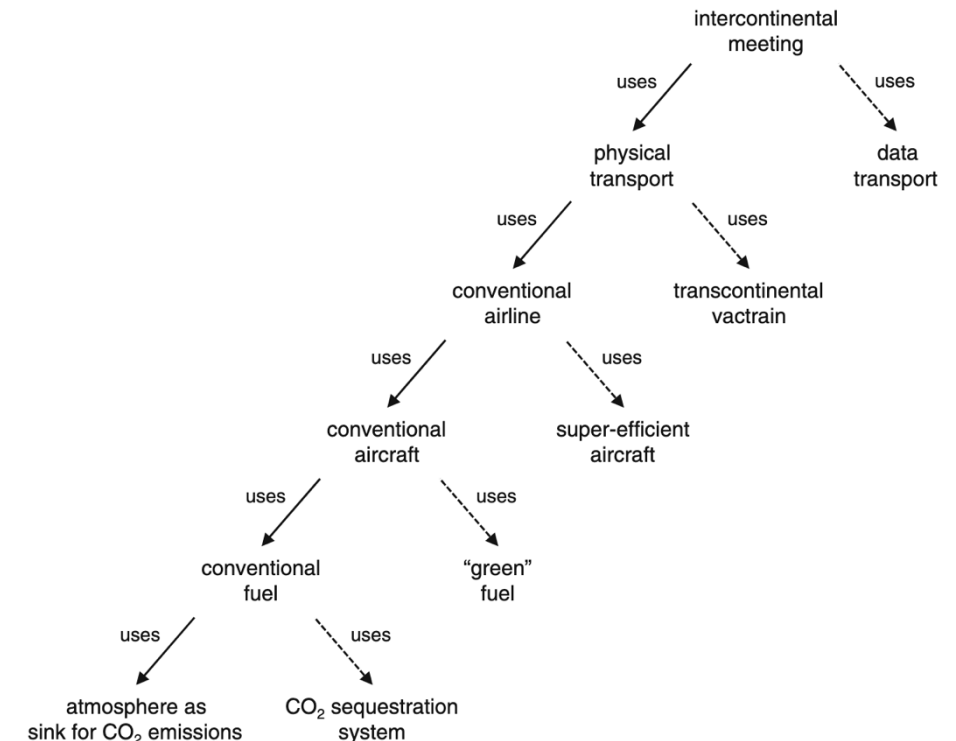 intercontinental
meeting
uses
uses
physical
transport
data
transport
uses
uses
conventional
airline
transcontinental
vactrain
uses
uses
conventional
aircraft
super-efficient
aircraft
uses
uses
conventional
fuel
“green”
fuel
uses
uses
atmosphere as
sink for CO₂ emissions
CO₂ sequestration
system